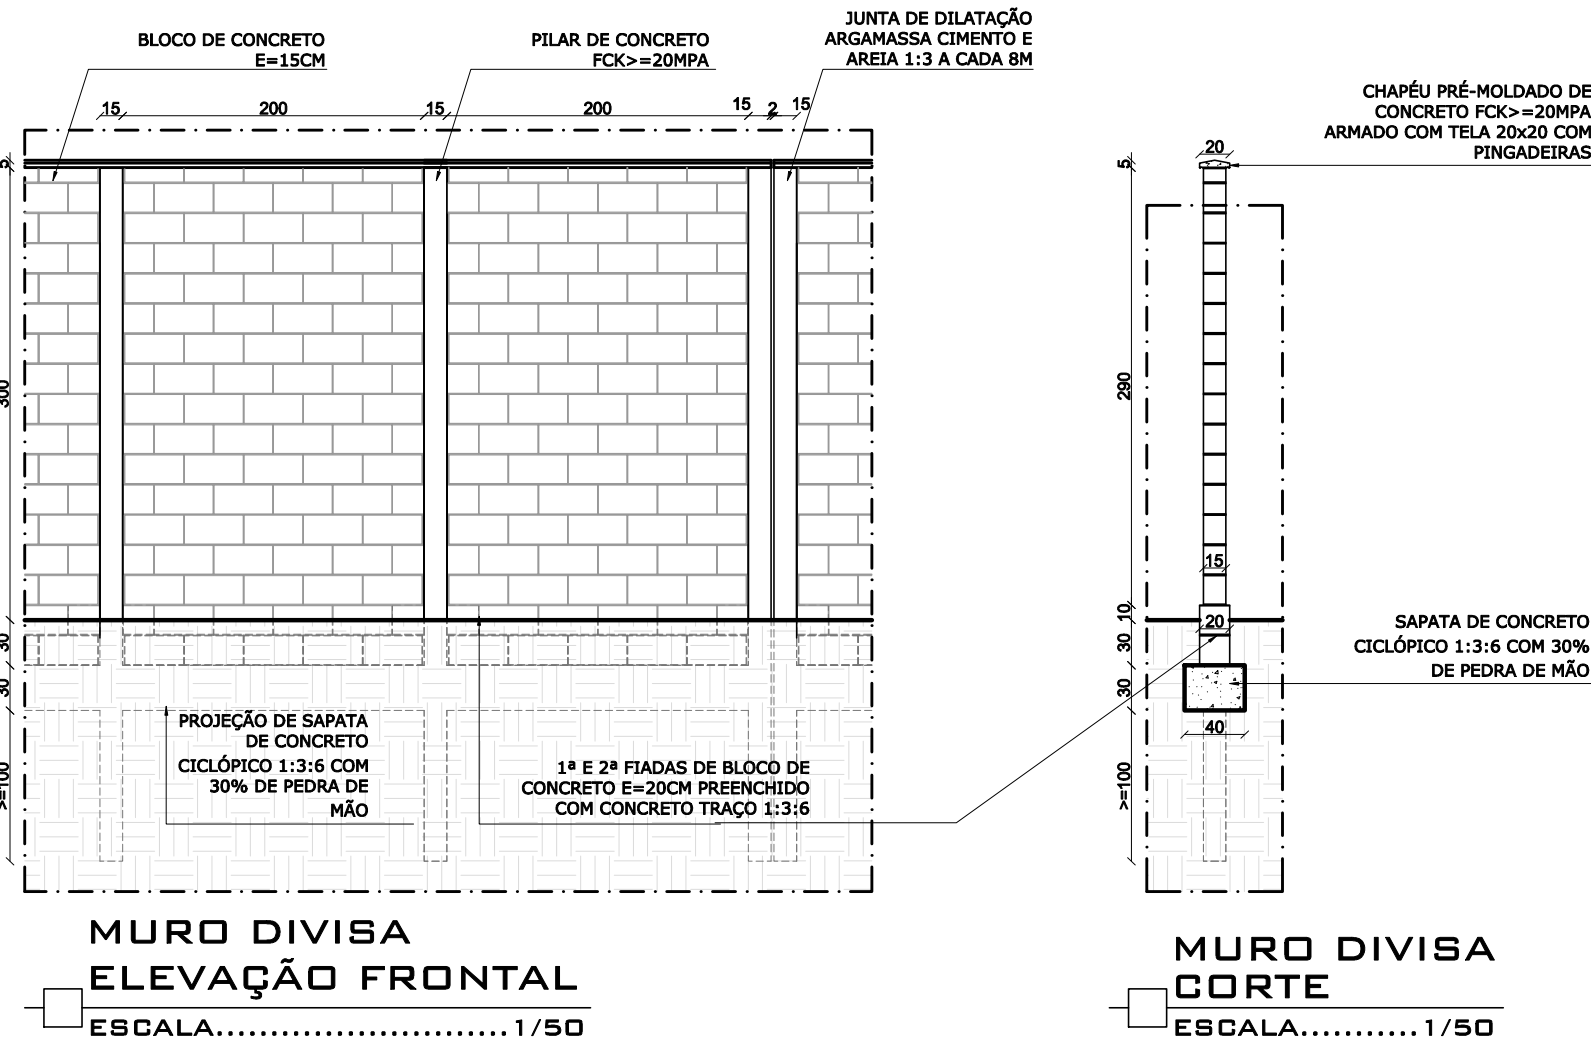 BLOCO DE CONCRETO
E=15CM
PILAR DE CONCRETO
FCK>=20MPA
JUNTA DE DILATAÇÃO
ARGAMASSA CIMENTO E
AREIA 1:3 A CADA 8M
15
200
15
200
15
2
15
5
300
30
30
>=100
PROJEÇÃO DE SAPATA
DE CONCRETO
CICLÓPICO 1:3:6 COM
30% DE PEDRA DE
MÃO
1ª E 2ª FIADAS DE BLOCO DE
CONCRETO E=20CM PREENCHIDO
COM CONCRETO TRAÇO 1:3:6
MURO DIVISA
ELEVAÇÃO FRONTAL
ESCALA...........................1/50
CHAPÉU PRÉ-MOLDADO DE
CONCRETO FCK>=20MPA
ARMADO COM TELA 20x20 COM
PINGADEIRAS
20
5
290
15
10
20
30
30
40
>=100
SAPATA DE CONCRETO
CICLÓPICO 1:3:6 COM 30%
DE PEDRA DE MÃO
MURO DIVISA
CORTE
ESCALA...........1/50